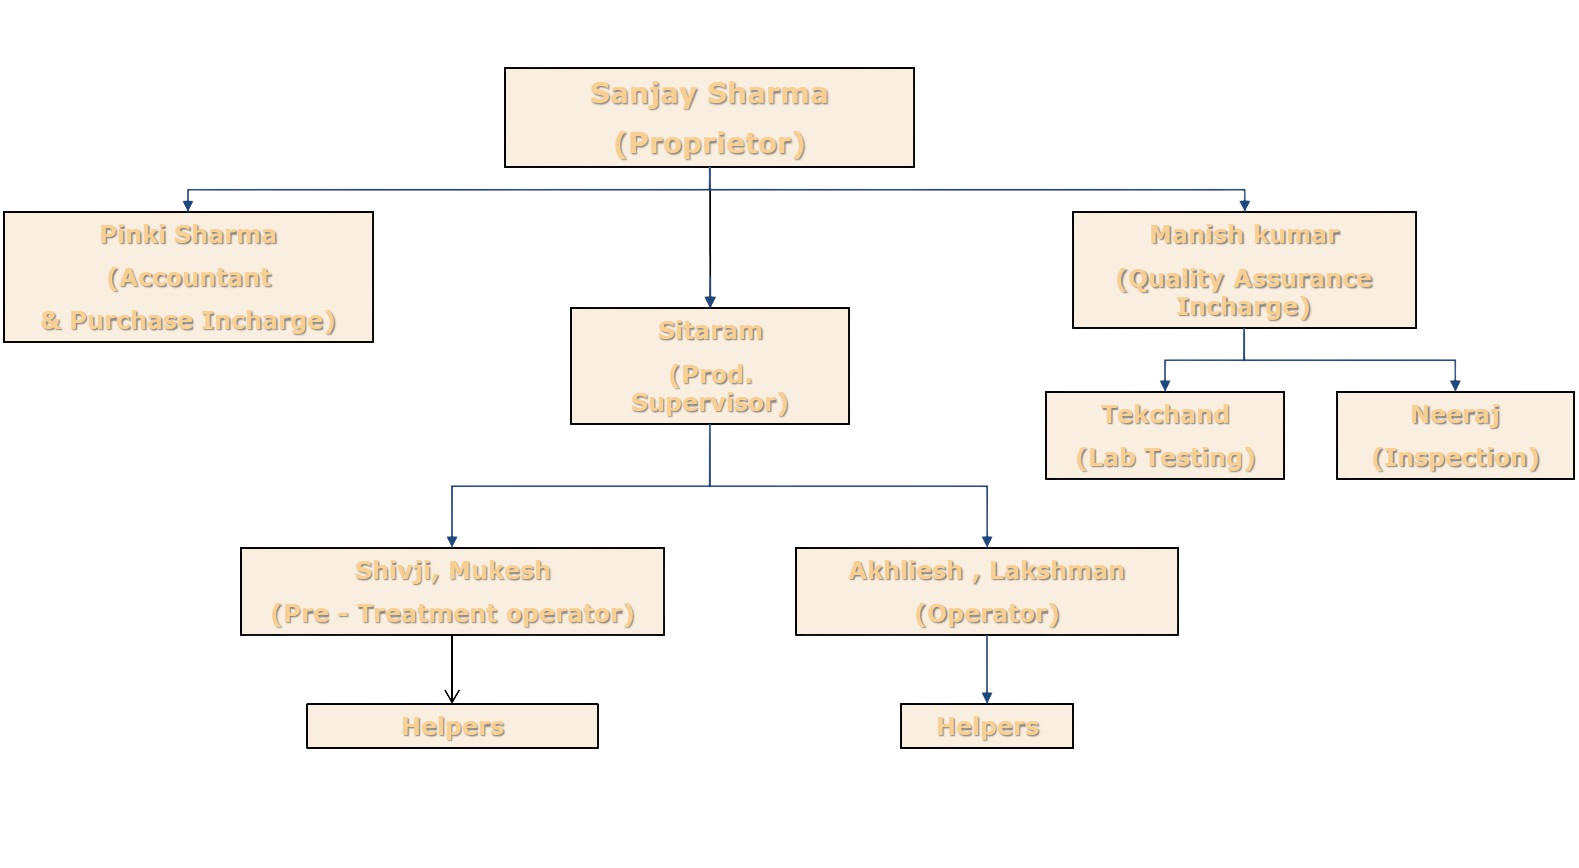 Sanjay Sharma
(Proprietor)
Pinki Sharma
(Accountant
& Purchase Incharge)
Manish kumar
(Quality Assurance
Incharge)
Sitaram
(Prod.
Supervisor)
Tekchand
(Lab Testing)
Neeraj
(Inspection)
Shivji, Mukesh
(Pre – Treatment operator)
Akhliesh , Lakshman
(Operator)
Helpers
Helpers